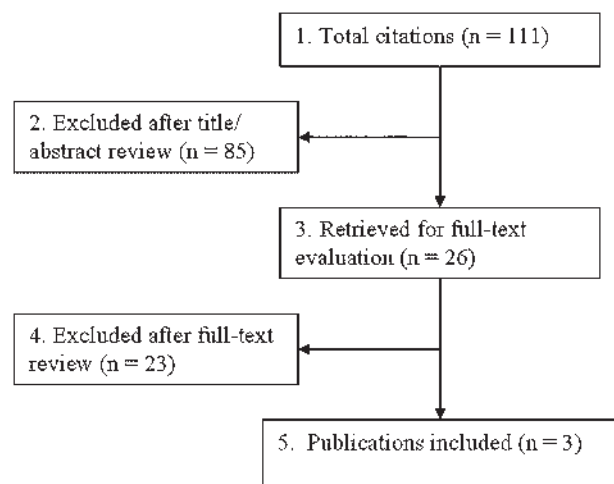 1. Total citations (n = 111)
2. Excluded after title/
abstract review (n = 85)
3. Retrieved for full-text
evaluation (n = 26)
4. Excluded after full-text
review (n = 23)
5. Publications included (n = 3)